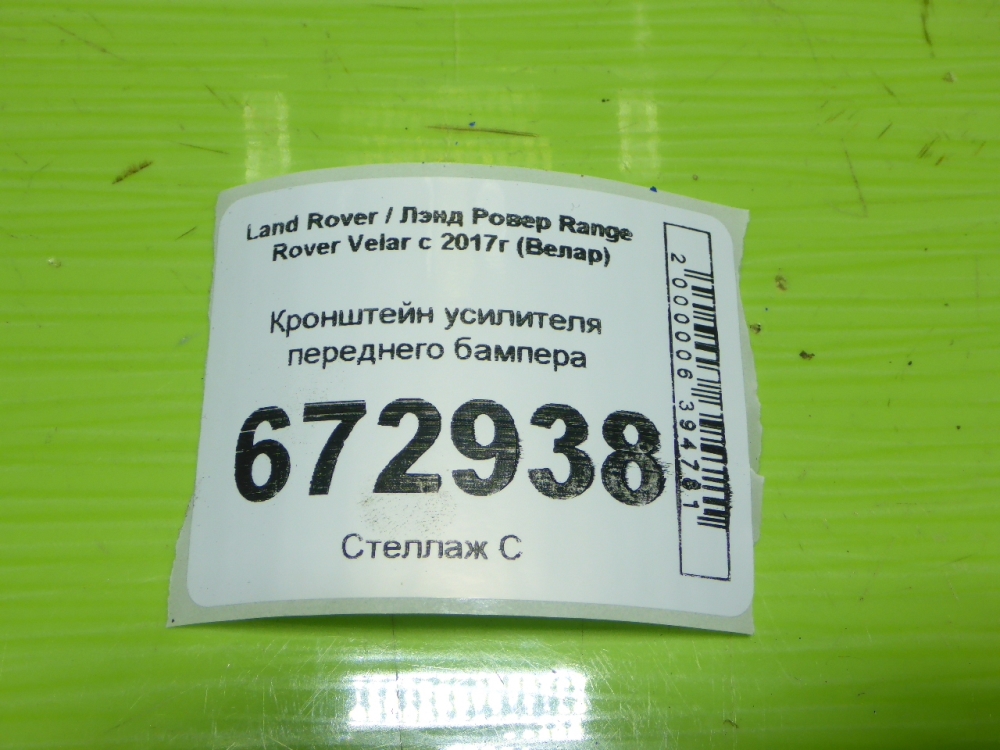 Land Rover / Лэнд Ровер Range
Rover Velar с 2017г (Велар)
Кронштейн усилителя
переднего бампера
672938
Стеллаж С
2000006394781